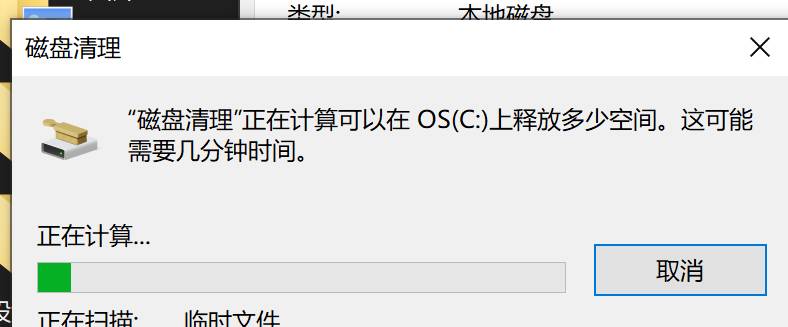 类型:
本地磁盘
磁盘清理
“磁盘清理”正在计算可以在 OS(C:)上释放多少空间。这可能
需要几分钟时间。
正在计算...
取消
正在扫描:
临时文件